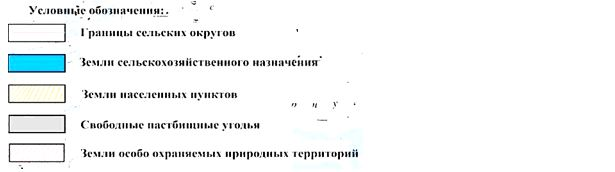 Условные обозначения:
Границы сельских округов
Земли сельскохозяйственного назначения
Земли населенных пунктов
Свободные пастбищные угодья
Земли особо охраняемых природных территорий